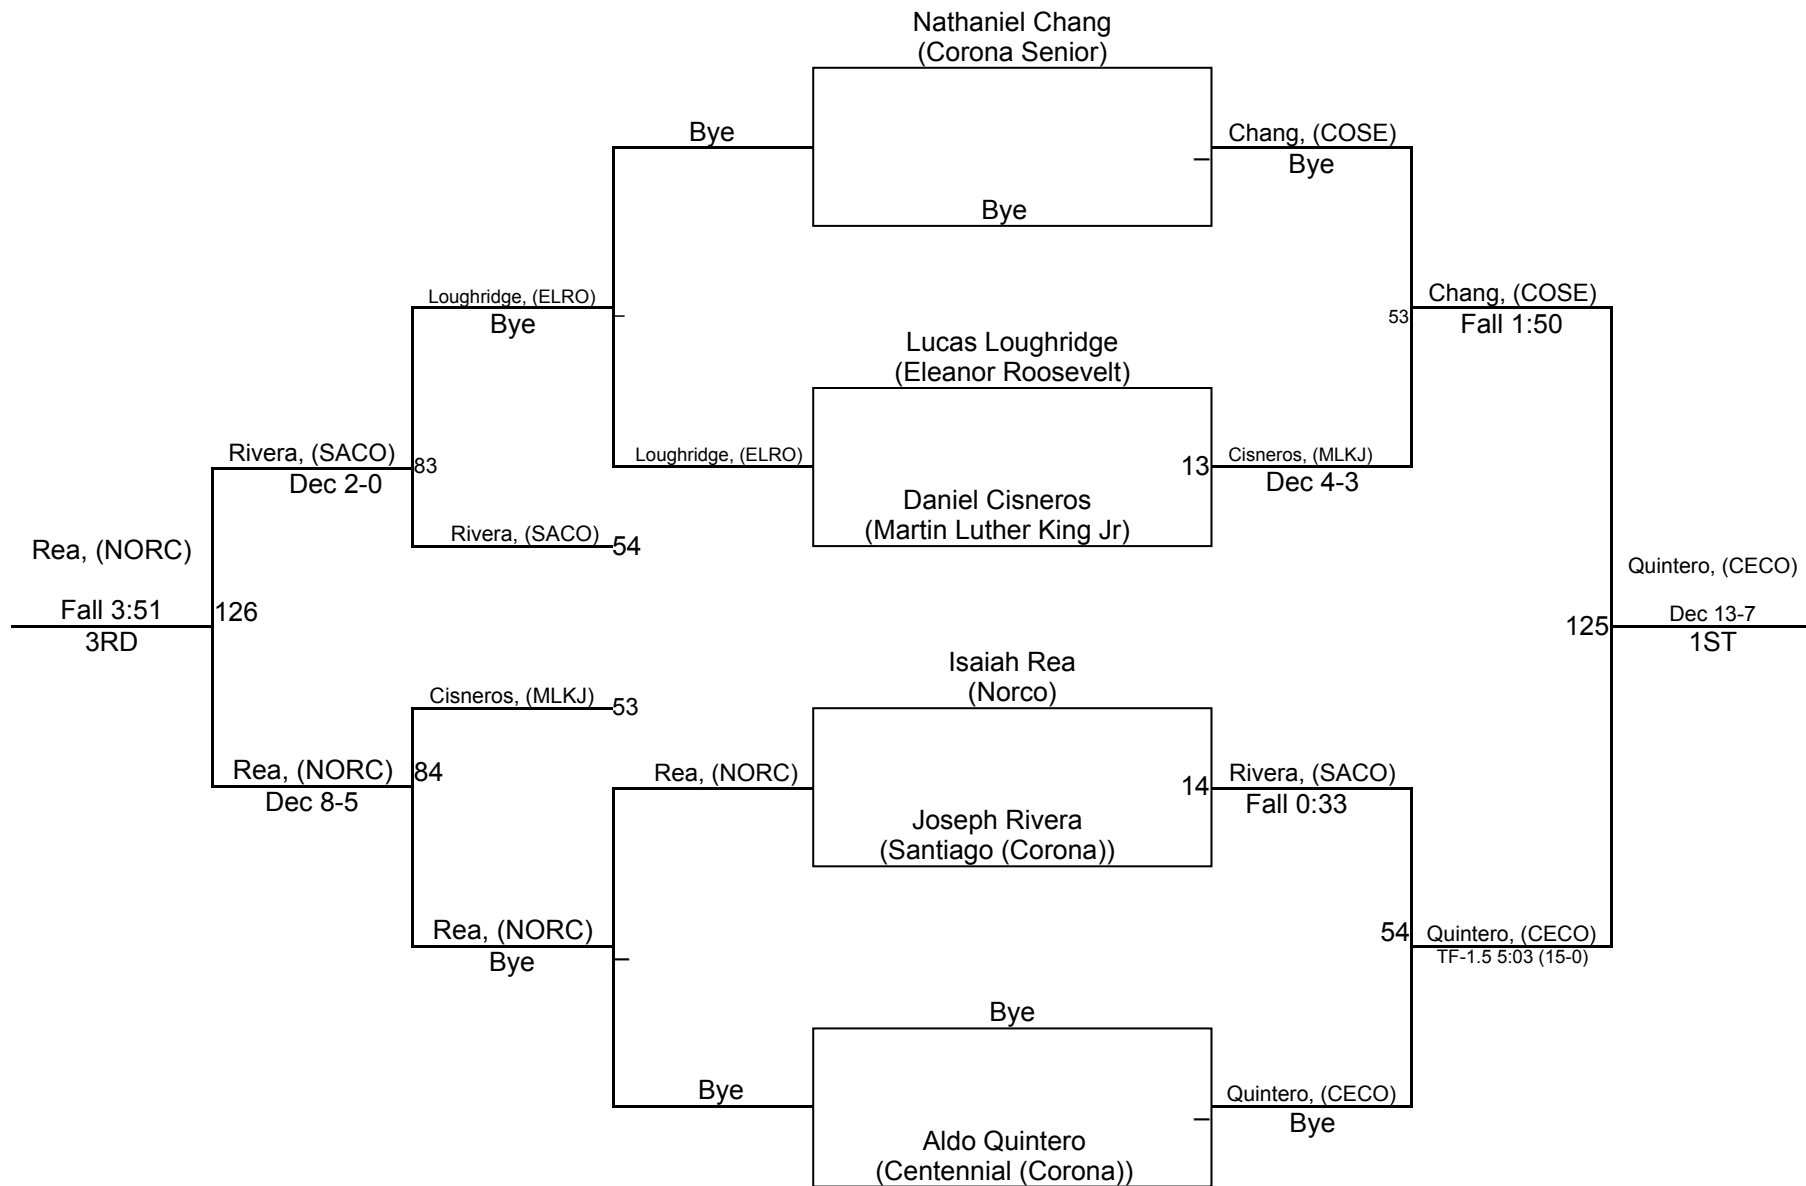 Nathaniel Chang
(Corona Senior)
Bye
Chang, (COSE)
Bye
Bye
Loughridge, (ELRO)
Bye
Chang, (COSE)
Fall 1:50
53
Lucas Loughridge
(Eleanor Roosevelt)
Rivera, (SACO)
Dec 2-0
83
Loughridge, (ELRO)
13
Cisneros, (MLKJ)
Dec 4-3
Daniel Cisneros
(Martin Luther King Jr)
Rivera, (SACO)
54
Rea, (NORC)
Fall 3:51
3RD
126
Quintero, (CECO)
Dec 13-7
1ST
125
Isaiah Rea
(Norco)
Cisneros, (MLKJ)
53
Rea, (NORC)
Dec 8-5
84
Rea, (NORC)
14
Rivera, (SACO)
Fall 0:33
Joseph Rivera
(Santiago (Corona))
Rea, (NORC)
Bye
54
Quintero, (CECO)
TF-1.5 5:03 (15-0)
Bye
Bye
Quintero, (CECO)
Bye
Aldo Quintero
(Centennial (Corona))